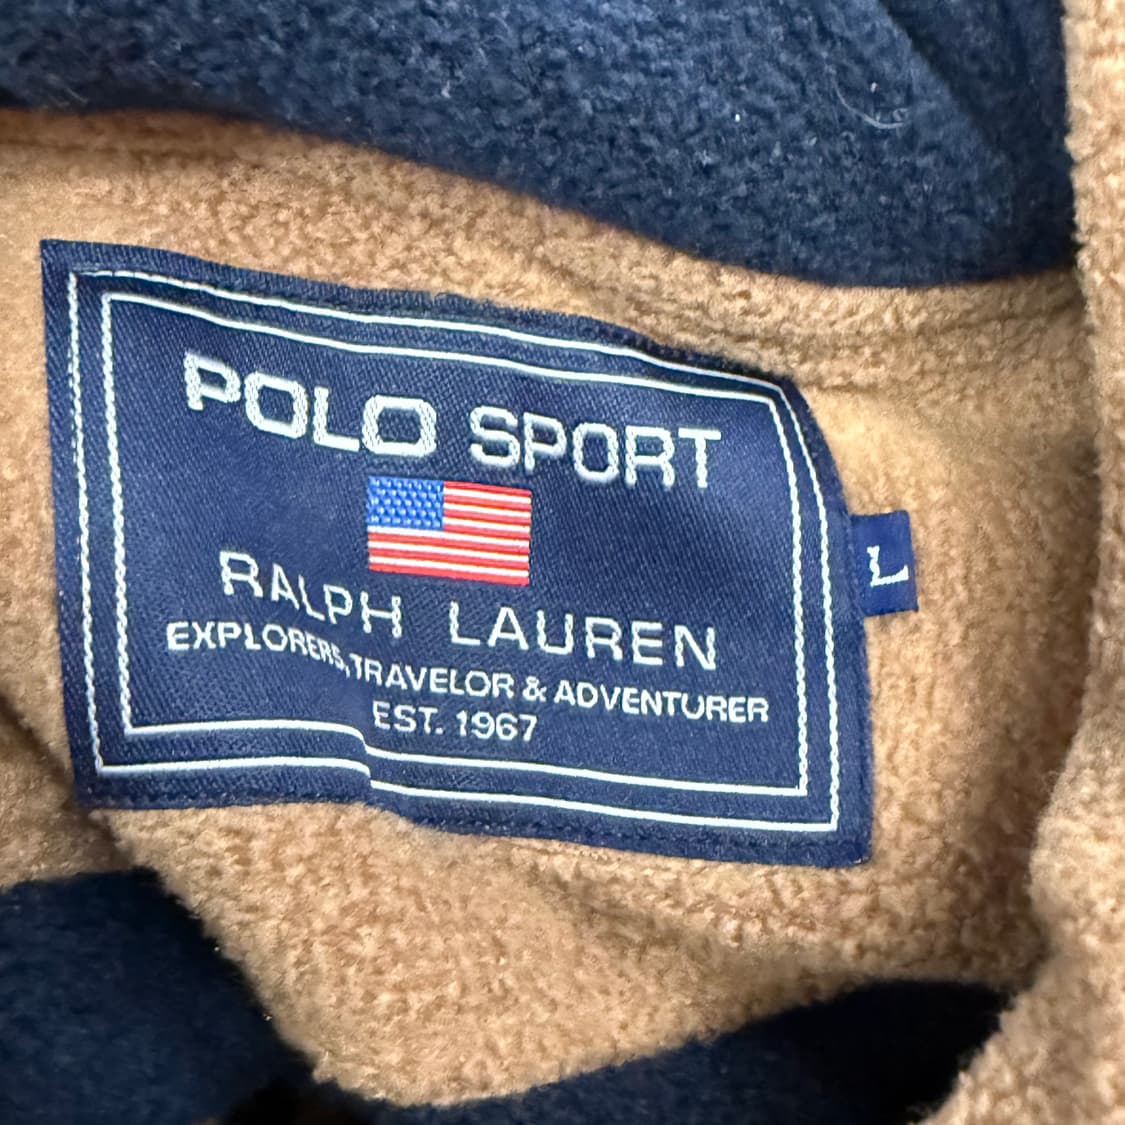 POLO SPORT
RALPH LAUREN
EXPLORERS, TRAVELOR & ADVENTURER
EST. 1967
L